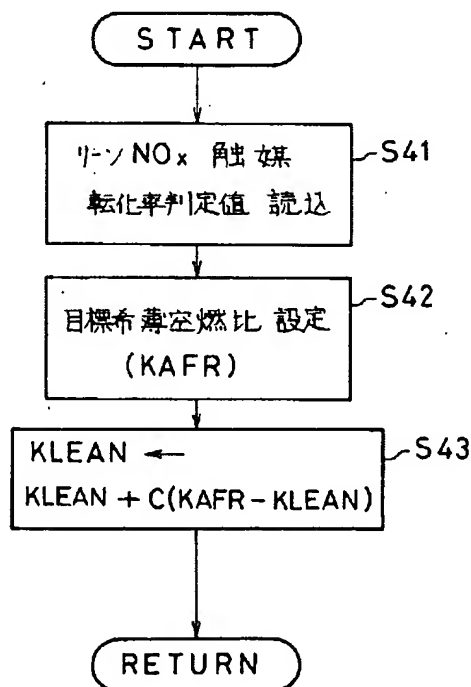 START
リーンNOx 触媒
S41
転化率判定値 読込
目標希薄空燃比 設定
S42
(KAFR)
KLEAN ←
S43
KLEAN + C(KAFR-KLEAN)
RETURN